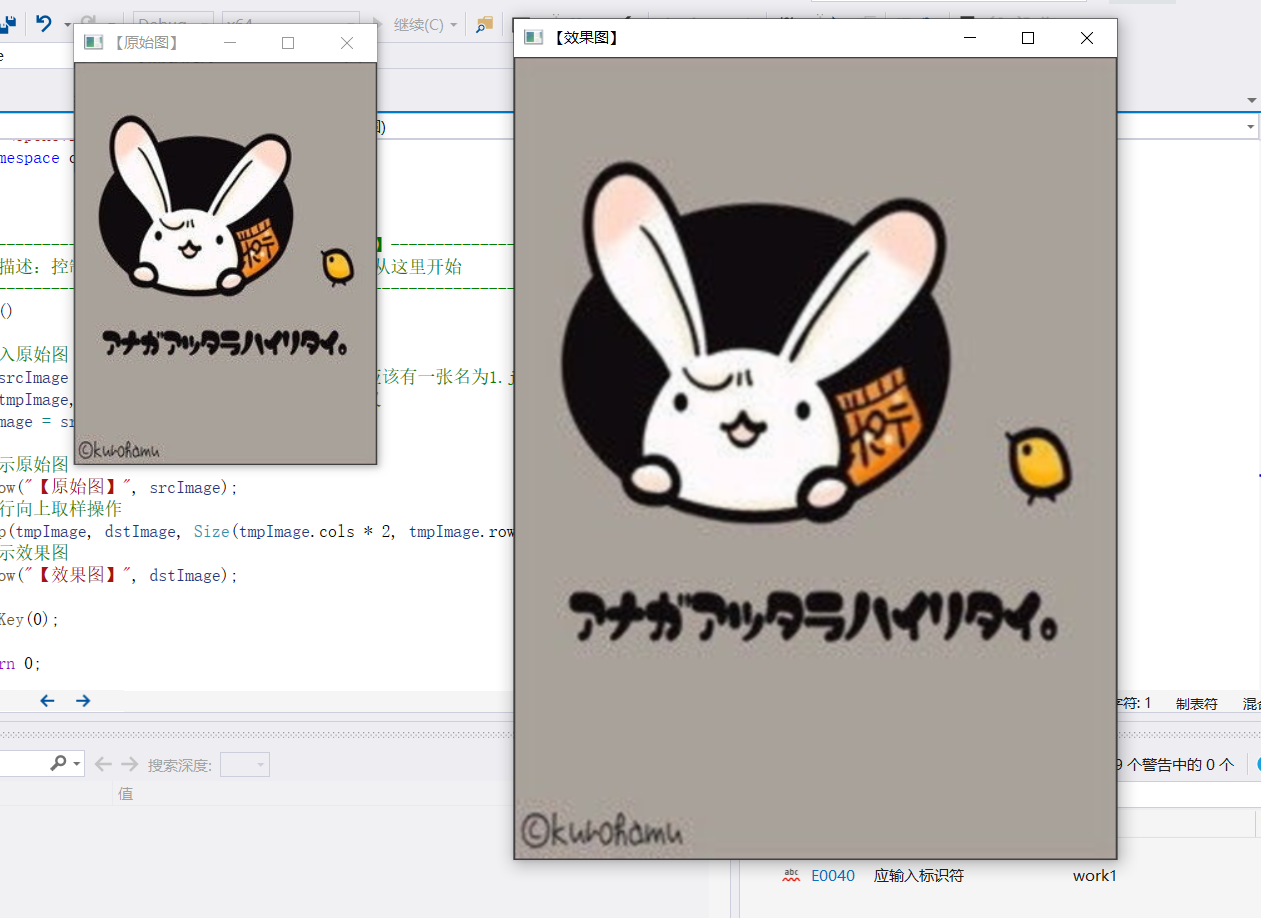 Debug
x64
继续(C)
【原始图】
【效果图】
mespace
描述：控
从这里开始
()
入原始图
srcImage
应该有一张名为1.j
tmpImage,
mage = sr
示原始图
ow("【原始图】", srcImage);
行向上取样操作
p(tmpImage, dstImage, Size(tmpImage.cols * 2, tmpImage.row
示效果图
ow("【效果图】", dstImage);
Key(0);
rn 0;
アナガアッタラハイリタイ。
©kurohamu
アナガアッタラハイリタイ。
©kurohamu
字符: 1
制表符
混合
搜索深度:
9 个警告中的 0 个
值
abc
E0040
应输入标识符
work1